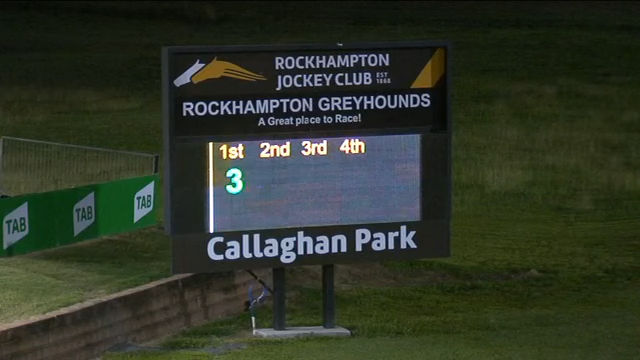 ROCKHAMPTON
JOCKEY CLUB EST 1868
ROCKHAMPTON GREYHOUNDS
A Great place to Race!
1st 2nd 3rd 4th
3
Callaghan Park
TAB TAB TAB